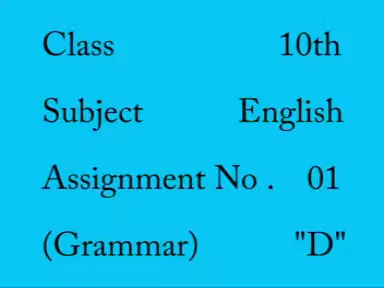 Class 10th
Subject English
Assignment No . 01
(Grammar) "D"